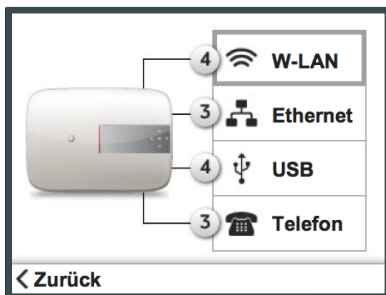 4 W-LAN
3 Ethernet
4 USB
3 Telefon
Zurück